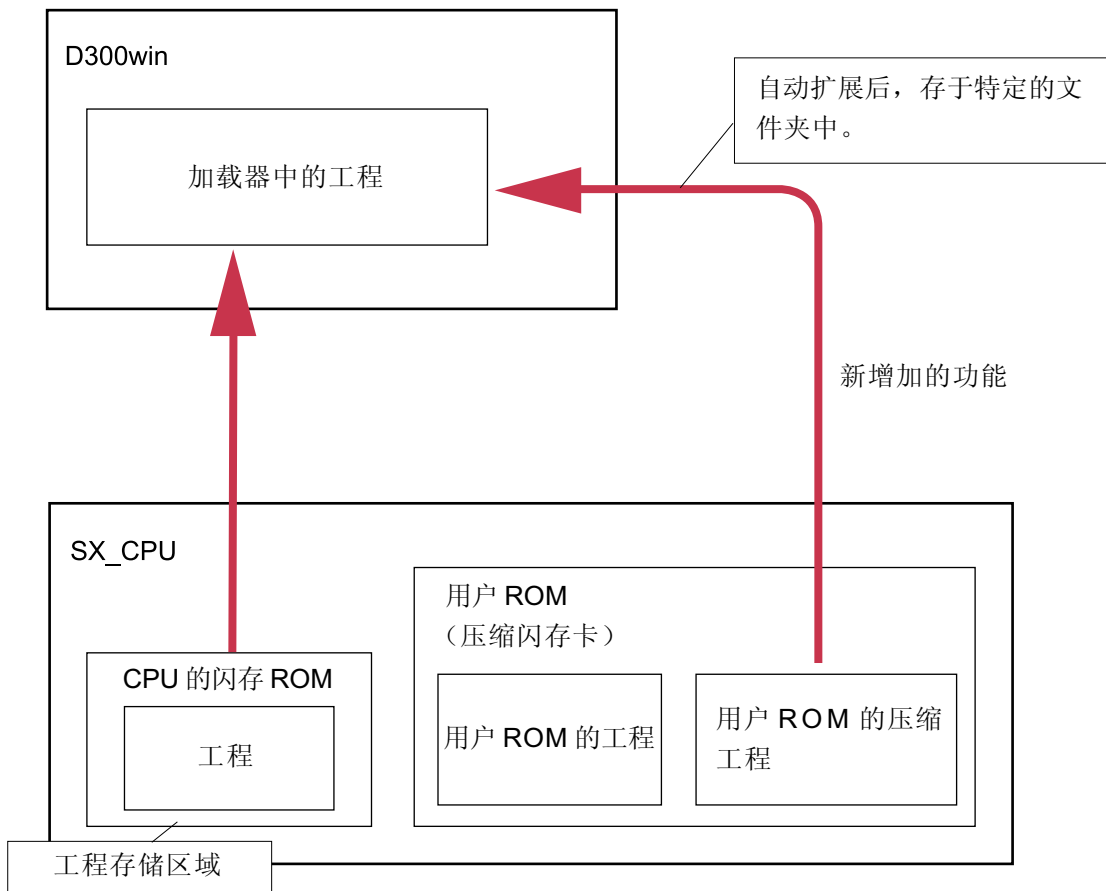 D300win
自动扩展后，存于特定的文
件夹中。
加载器中的工程
新增加的功能
SX_CPU
用户 ROM
（压缩闪存卡）
CPU 的闪存 ROM
用户 ROM 的工程
用户 ROM 的压缩
工程
工程
工程存储区域